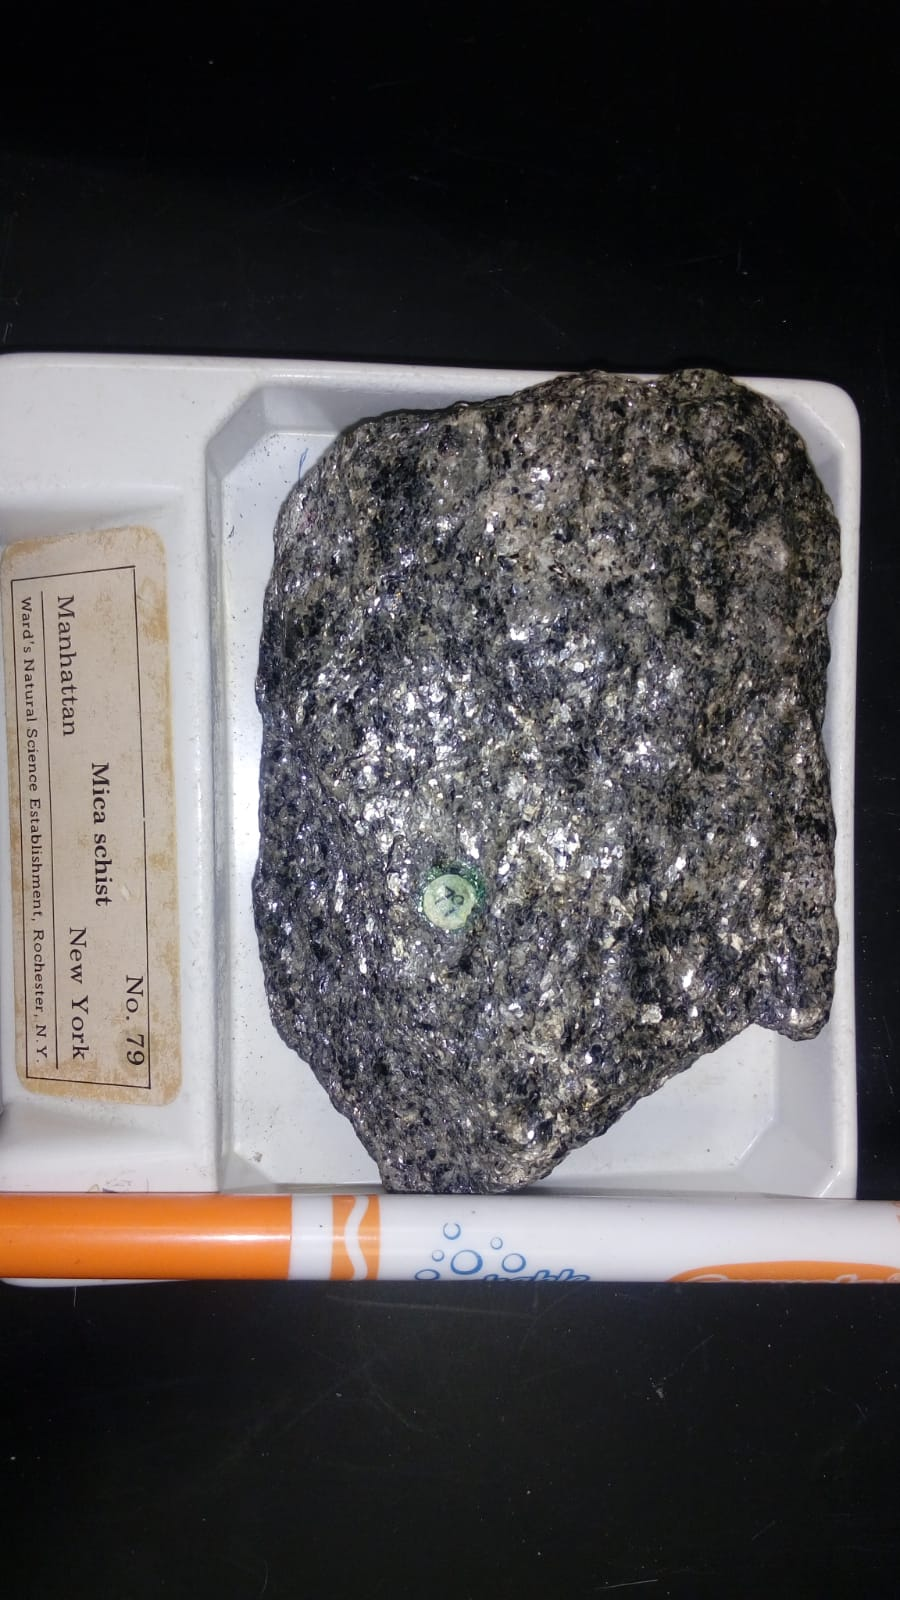 No. 79
Mica schist
Manhattan New York
Ward's Natural Science Establishment, Rochester, N.Y.